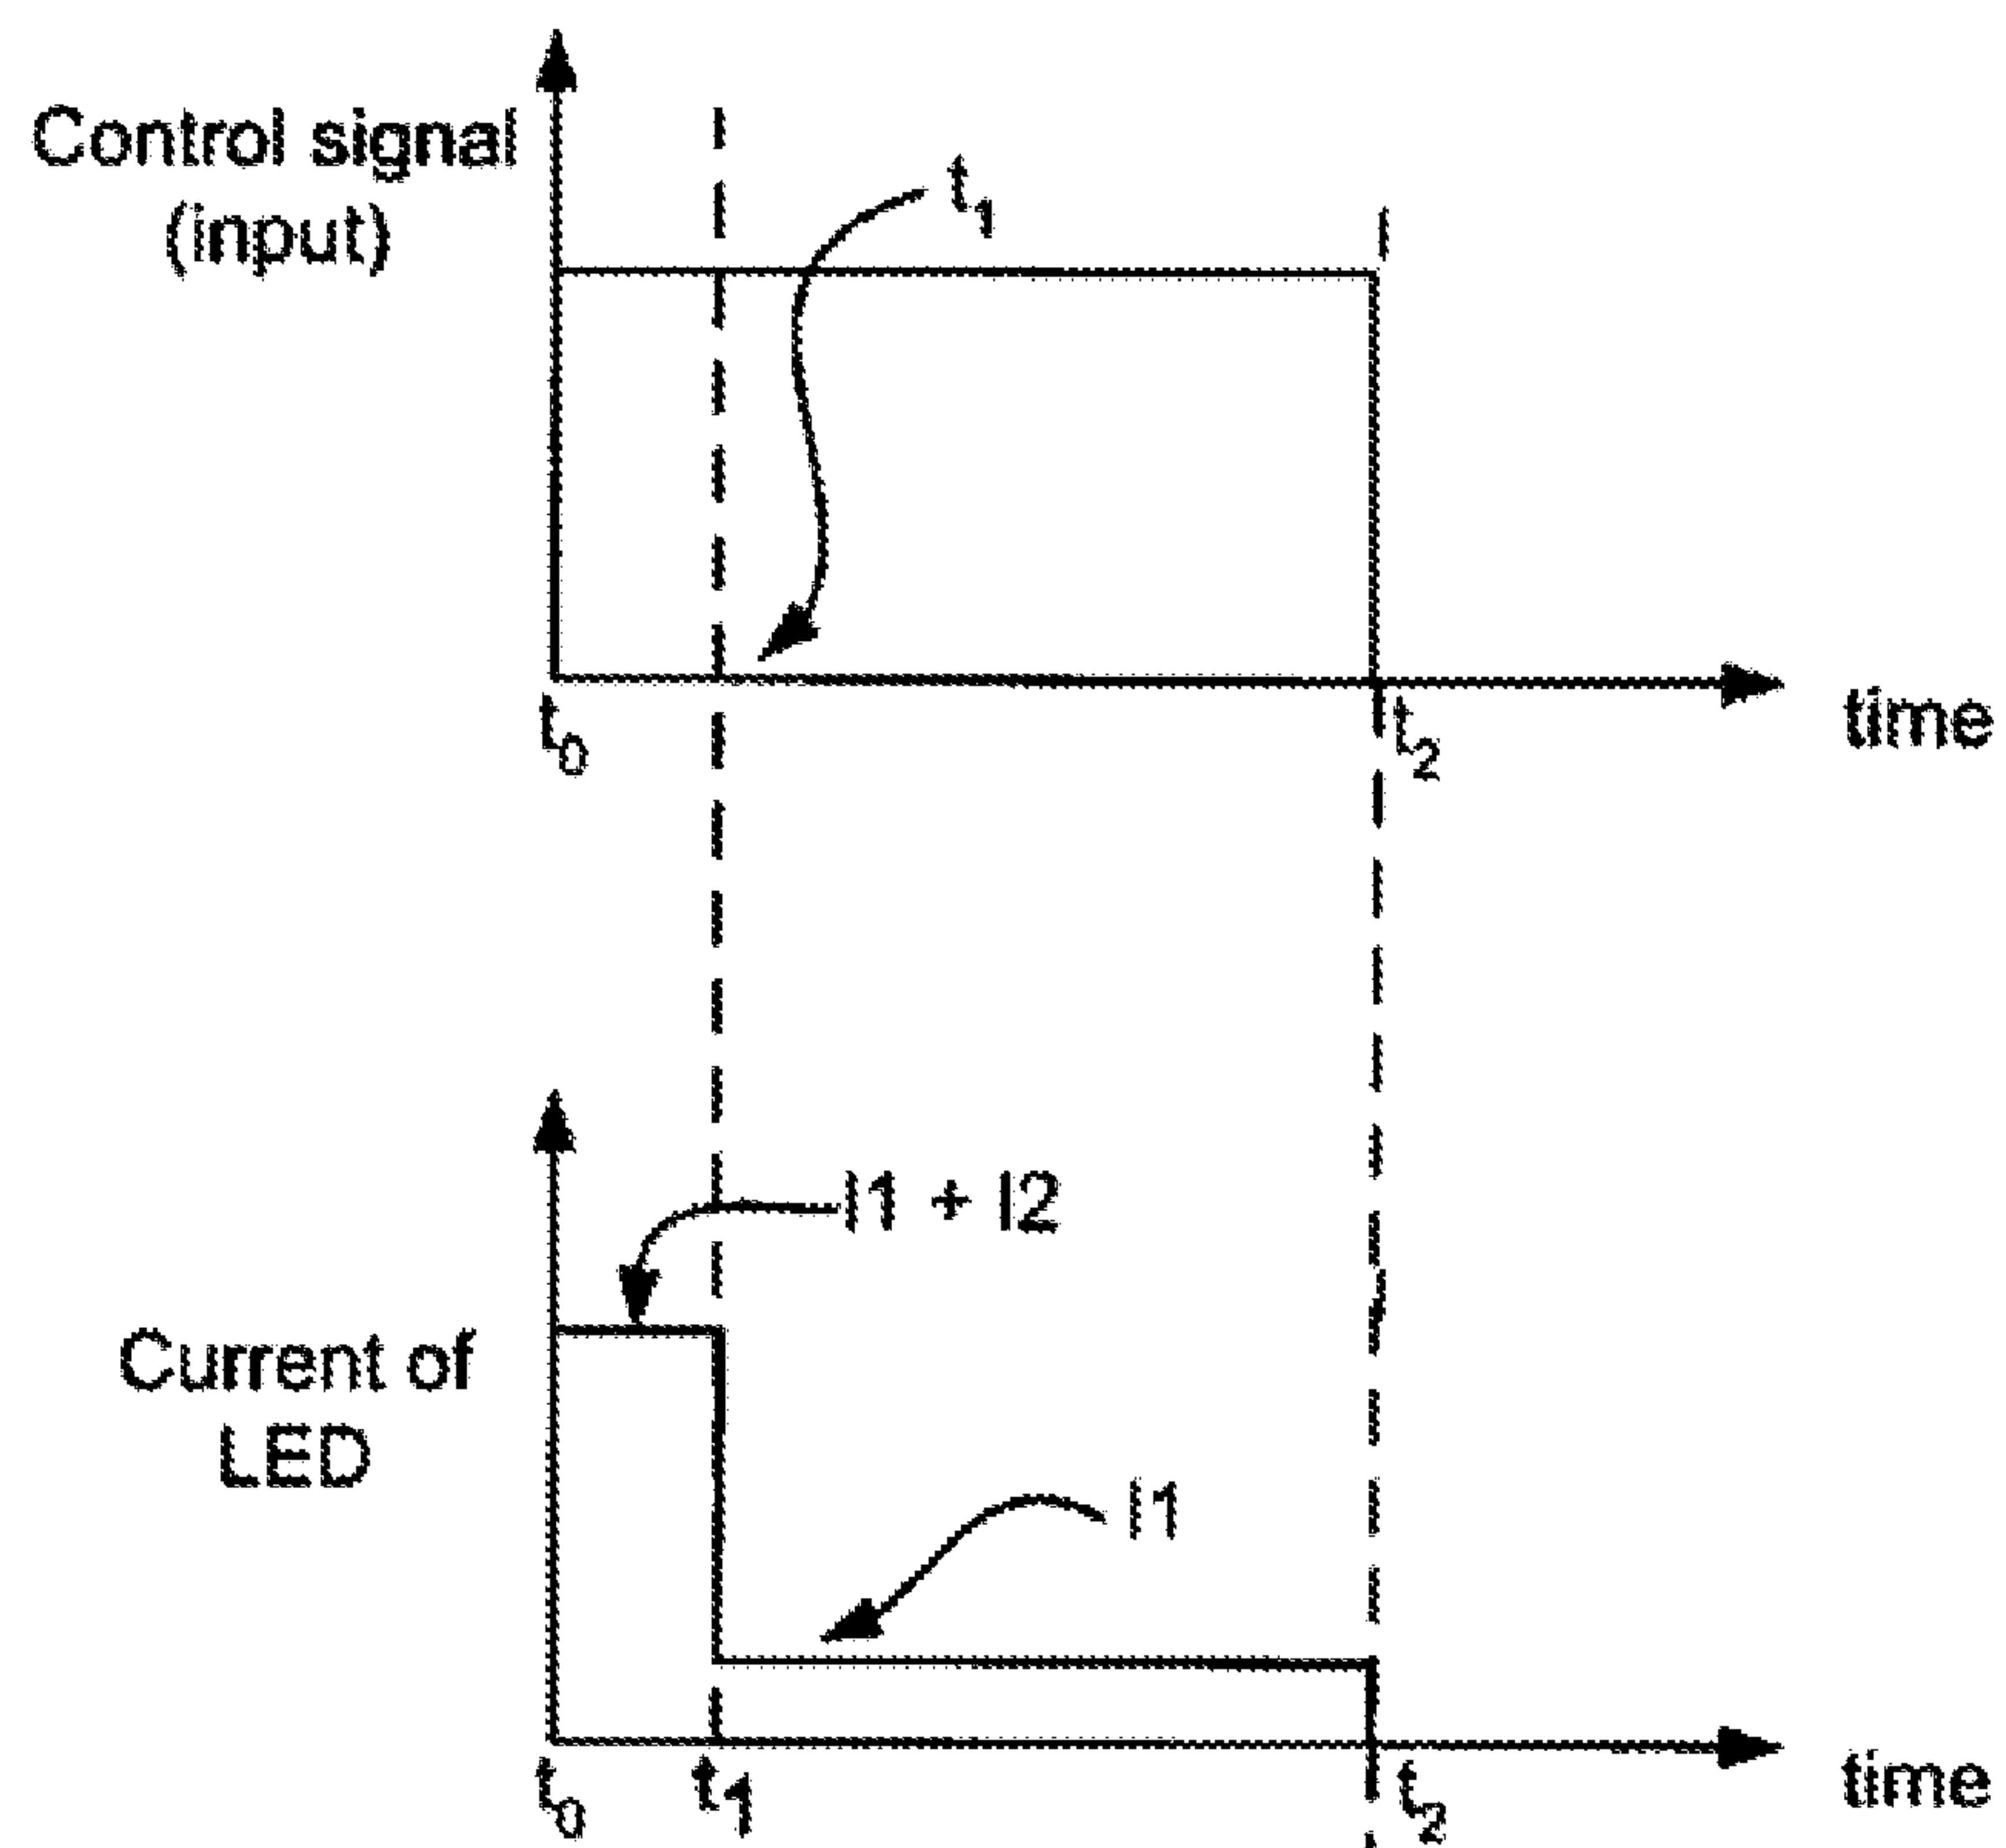 Control signal
(input)
t1
t0
t2
time
I1 + I2
Current of
LED
I1
t0
t1
t2
time